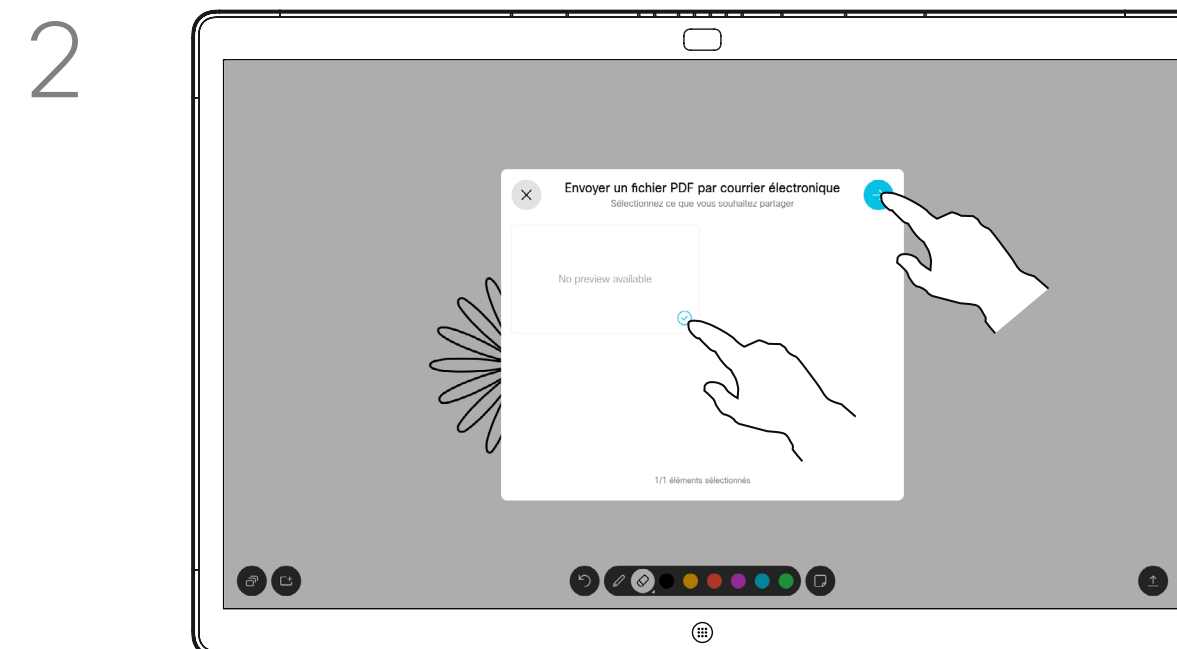 2
Envoyer un fichier PDF par courrier électronique
Sélectionnez ce que vous souhaitez partager
No preview available
1/1 éléments sélectionnés